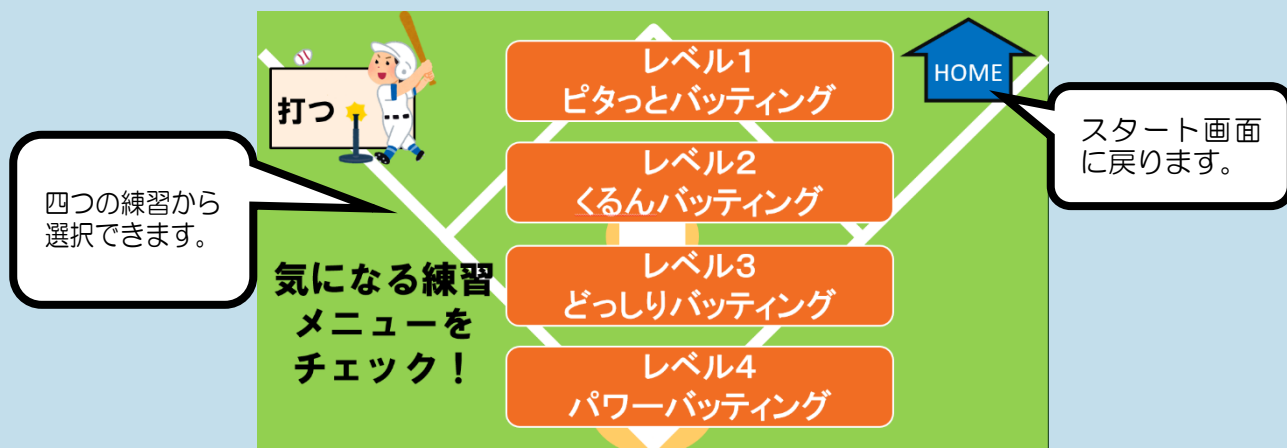 打つ
四つの練習から
選択できます。
気になる練習
メニューを
チェック！
レベル１
ピタっとバッティング
レベル２
くるんバッティング
レベル３
どっしりバッティング
レベル４
パワーバッティング
HOME
スタート画面
に戻ります。